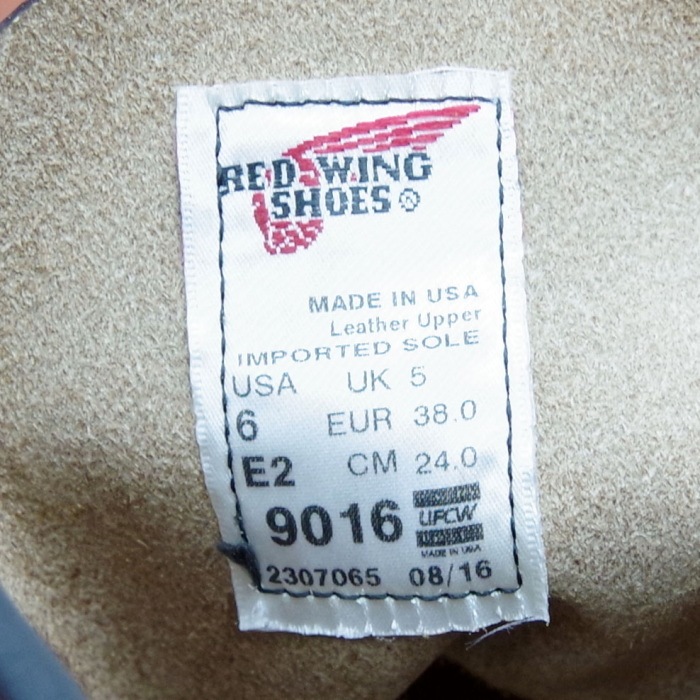 RED WING
SHOES ®
MADE IN USA
Leather Upper
IMPORTED SOLE
USA UK 5
6 EUR 38.0
E2 CM 24.0
9016 UFCW
MADE IN USA
2307065 08/16